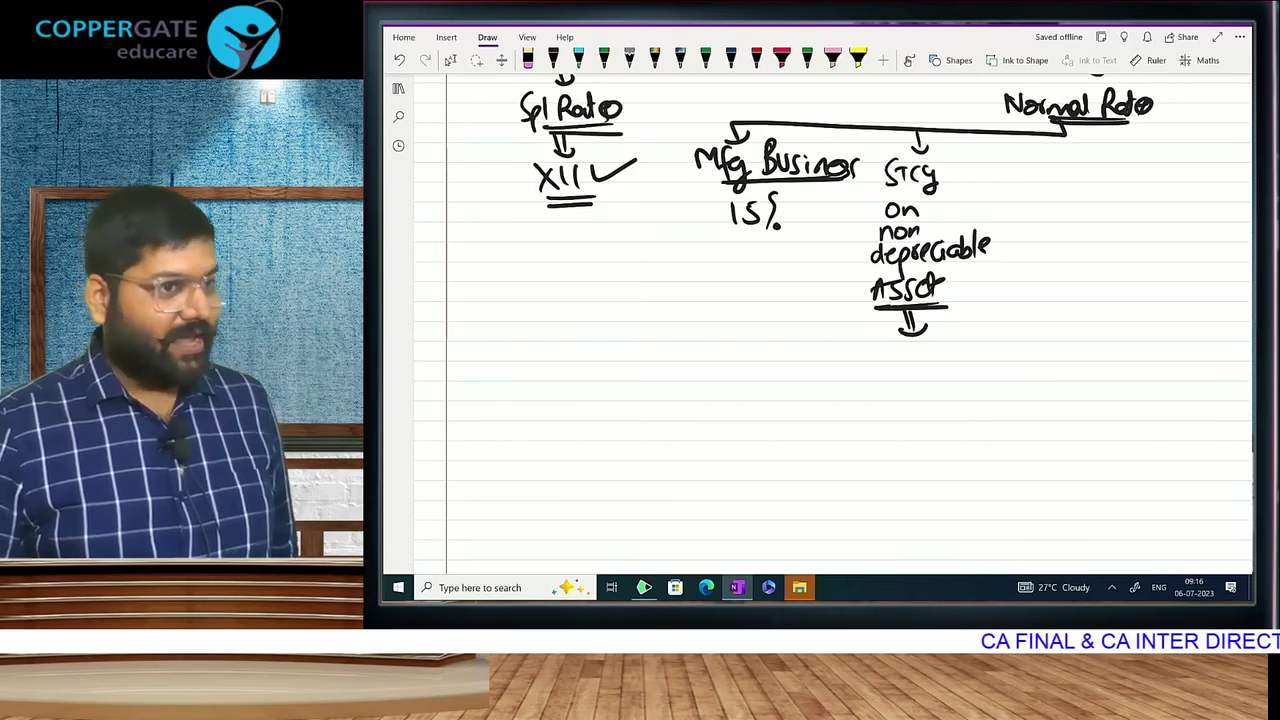 COPPERGATE
educare
Home Insert Draw View Help
Saved offline Share
Shapes Ink to Shape Ink to Text Ruler Maths
Spl Rate
Normal Rate
XII
Mfg Business
15%
STCG
on
non
depreciable
Asset
Type here to search
27°C Cloudy
ENG
09:16
06-07-2023
CA FINAL & CA INTER DIRECT